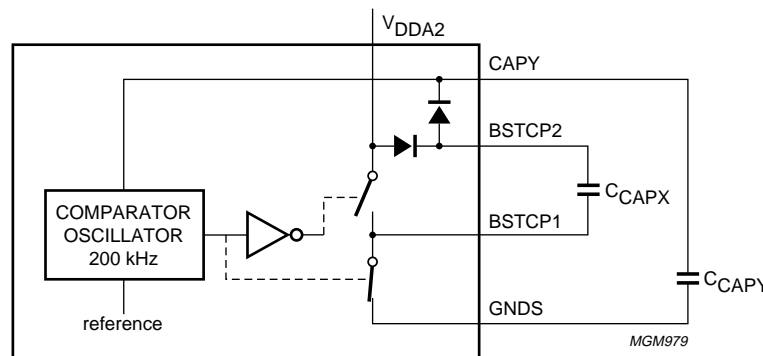 VDDA2
CAPY
BSTCP2
CCAPX
COMPARATOR
OSCILLATOR
200 kHz
BSTCP1
CCAPY
reference
GNDS
MGM979